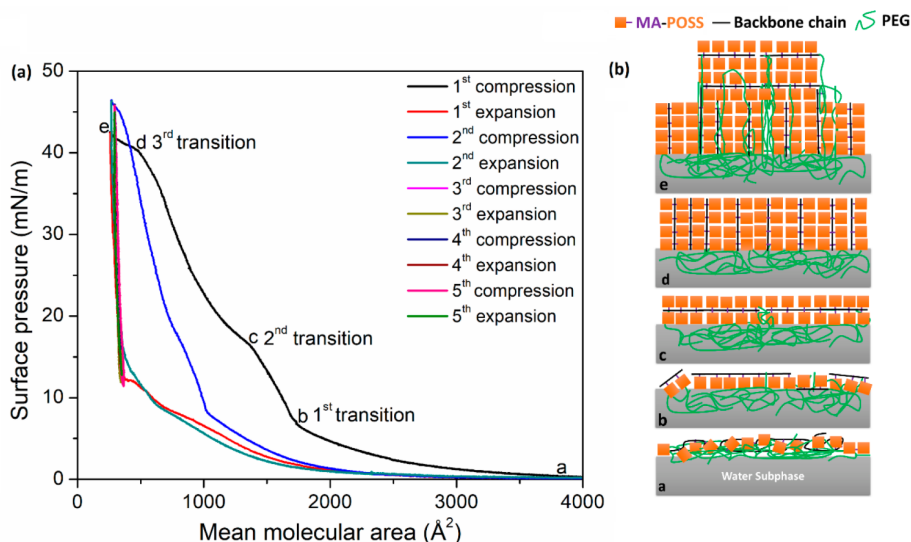 MA-POSS Backbone chain PEG
(a)
(b)
50
40
30
20
10
0
Surface pressure (mN/m)
e
d 3rd transition
c 2nd transition
b 1st transition
a
1st compression
1st expansion
2nd compression
2nd expansion
3rd compression
3rd expansion
4th compression
4th expansion
5th compression
5th expansion
0 1000 2000 3000 4000
Mean molecular area (Å2)
e
d
c
b
Water Subphase
a